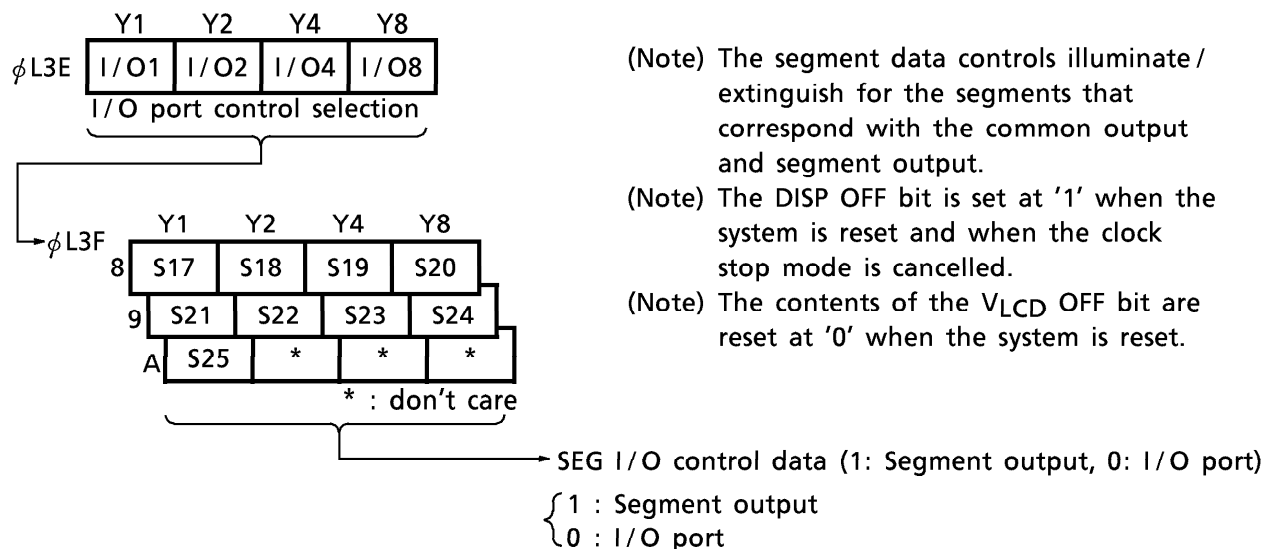 Y1 Y2 Y4 Y8
ϕL3E I/O1 I/O2 I/O4 I/O8
I/O port control selection
Y1 Y2 Y4 Y8
ϕL3F
8 S17 S18 S19 S20
9 S21 S22 S23 S24
A S25 * * *
* : don't care
SEG I/O control data (1: Segment output, 0: I/O port)
1 : Segment output
0 : I/O port
(Note) The segment data controls illuminate/
extinguish for the segments that
correspond with the common output
and segment output.
(Note) The DISP OFF bit is set at '1' when the
system is reset and when the clock
stop mode is cancelled.
(Note) The contents of the VLCD OFF bit are
reset at '0' when the system is reset.